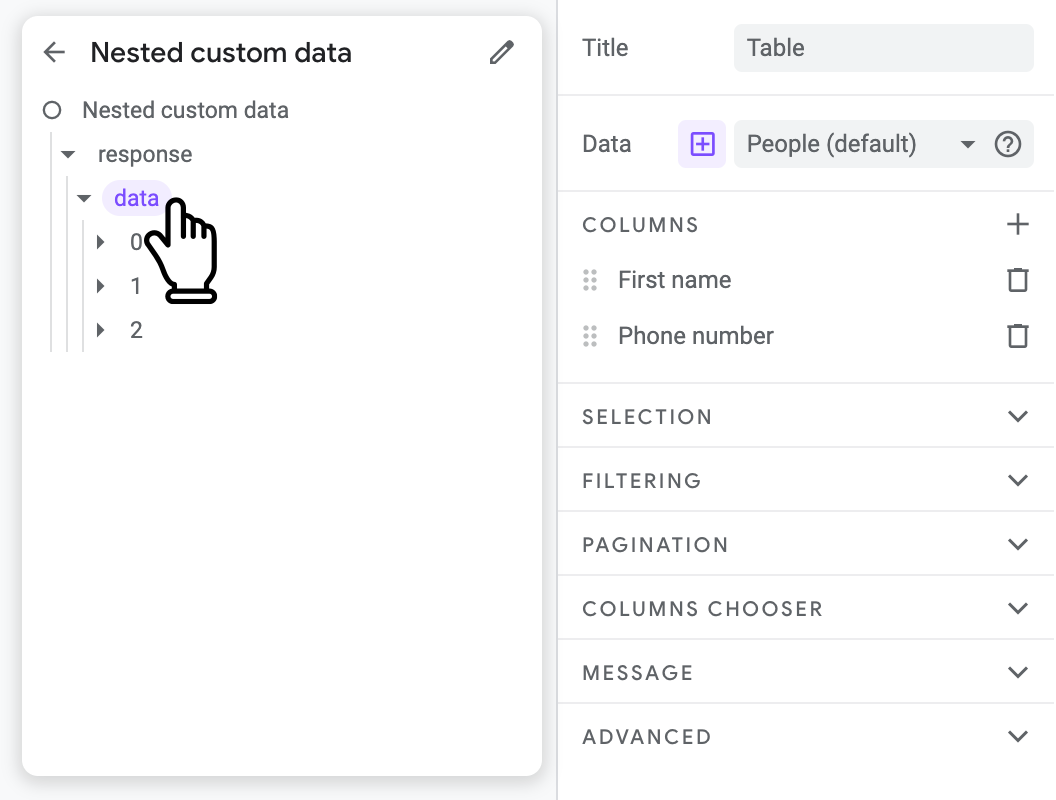 Nested custom data
Nested custom data
response
data
0
1
2
Title
Table
Data
People (default)
COLUMNS
First name
Phone number
SELECTION
FILTERING
PAGINATION
COLUMNS CHOOSER
MESSAGE
ADVANCED